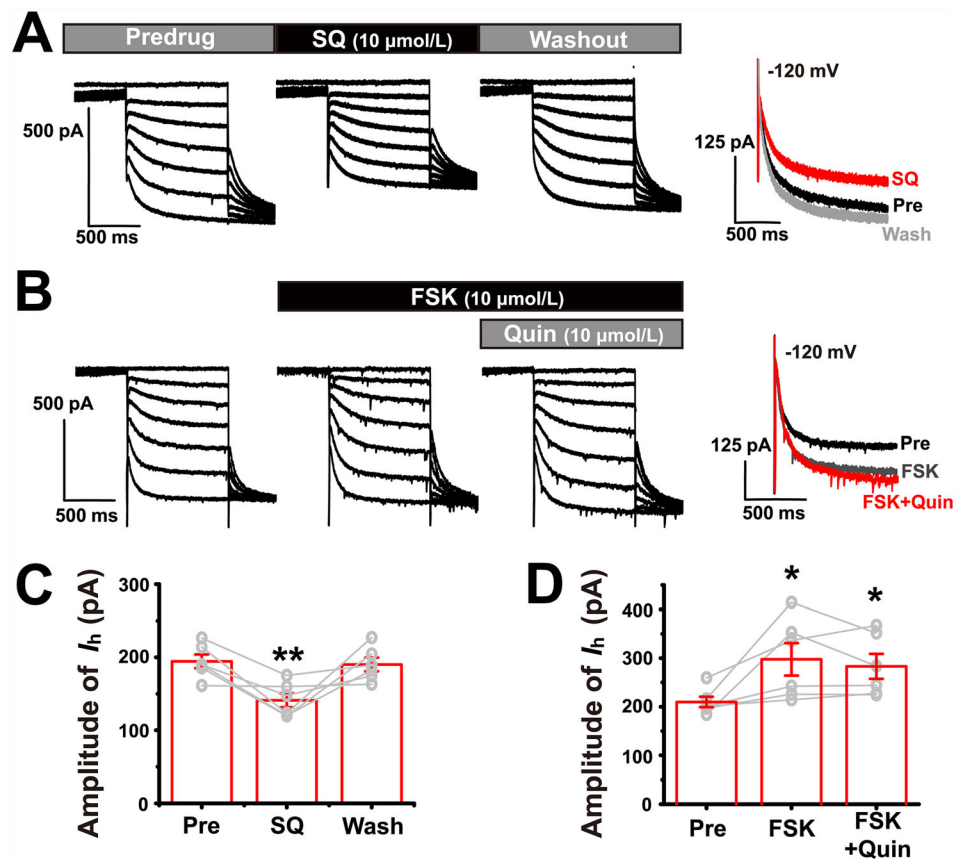 A
Predrug
SQ (10 μmol/L)
Washout
500 pA
500 ms
-120 mV
125 pA
SQ
Pre
Wash
500 ms
B
FSK (10 μmol/L)
Quin (10 μmol/L)
500 pA
500 ms
-120 mV
125 pA
Pre
FSK
FSK+Quin
500 ms
C
Amplitude of Ih (pA)
300
200
100
0
**
Pre
SQ
Wash
D
Amplitude of Ih (pA)
400
300
200
100
0
*
*
Pre
FSK
FSK
+Quin